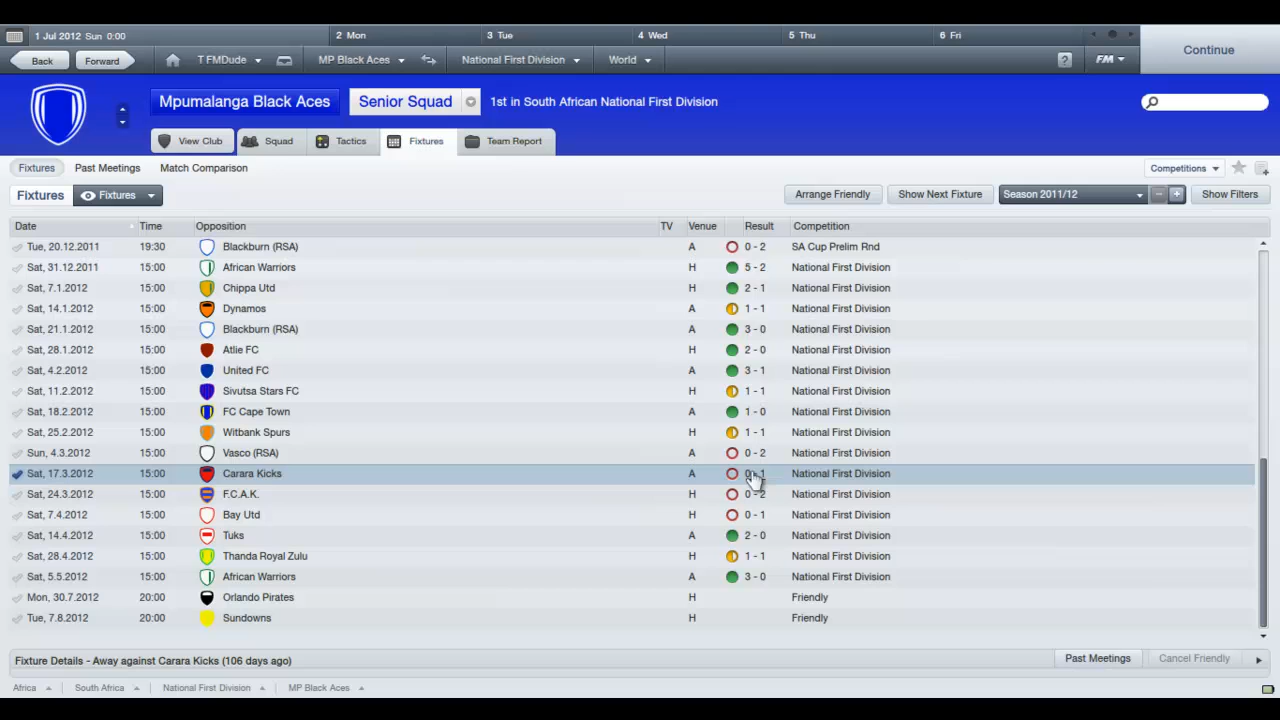 1 Jul 2012 Sun 0:00 2 Mon 3 Tue 4 Wed 5 Thu 6 Fri
Continue
Back Forward T FMDude MP Black Aces National First Division World ? FM
Mpumalanga Black Aces Senior Squad 1st in South African National First Division
View Club Squad Tactics Fixtures Team Report
Fixtures Past Meetings Match Comparison Competitions
Fixtures Fixtures Arrange Friendly Show Next Fixture Season 2011/12 Show Filters
Date Time Opposition TV Venue Result Competition
Tue, 20.12.2011 19:30 Blackburn (RSA) A 0 - 2 SA Cup Prelim Rnd
Sat, 31.12.2011 15:00 African Warriors H 5 - 2 National First Division
Sat, 7.1.2012 15:00 Chippa Utd H 2 - 1 National First Division
Sat, 14.1.2012 15:00 Dynamos A 1 - 1 National First Division
Sat, 21.1.2012 15:00 Blackburn (RSA) A 3 - 0 National First Division
Sat, 28.1.2012 15:00 Atlie FC H 2 - 0 National First Division
Sat, 4.2.2012 15:00 United FC A 3 - 1 National First Division
Sat, 11.2.2012 15:00 Sivutsa Stars FC H 1 - 1 National First Division
Sat, 18.2.2012 15:00 FC Cape Town A 1 - 0 National First Division
Sat, 25.2.2012 15:00 Witbank Spurs H 1 - 1 National First Division
Sun, 4.3.2012 15:00 Vasco (RSA) A 0 - 2 National First Division
Sat, 17.3.2012 15:00 Carara Kicks A 0 - 1 National First Division
Sat, 24.3.2012 15:00 F.C.A.K. H 0 - 2 National First Division
Sat, 7.4.2012 15:00 Bay Utd H 0 - 1 National First Division
Sat, 14.4.2012 15:00 Tuks A 2 - 0 National First Division
Sat, 28.4.2012 15:00 Thanda Royal Zulu H 1 - 1 National First Division
Sat, 5.5.2012 15:00 African Warriors A 3 - 0 National First Division
Mon, 30.7.2012 20:00 Orlando Pirates H Friendly
Tue, 7.8.2012 20:00 Sundowns H Friendly
Fixture Details - Away against Carara Kicks (106 days ago) Past Meetings Cancel Friendly
Africa South Africa National First Division MP Black Aces